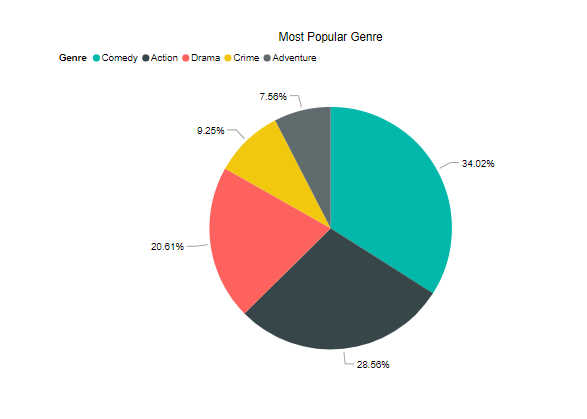 Most Popular Genre
Genre Comedy Action Drama Crime Adventure
7.56%
9.25%
34.02%
20.61%
28.56%